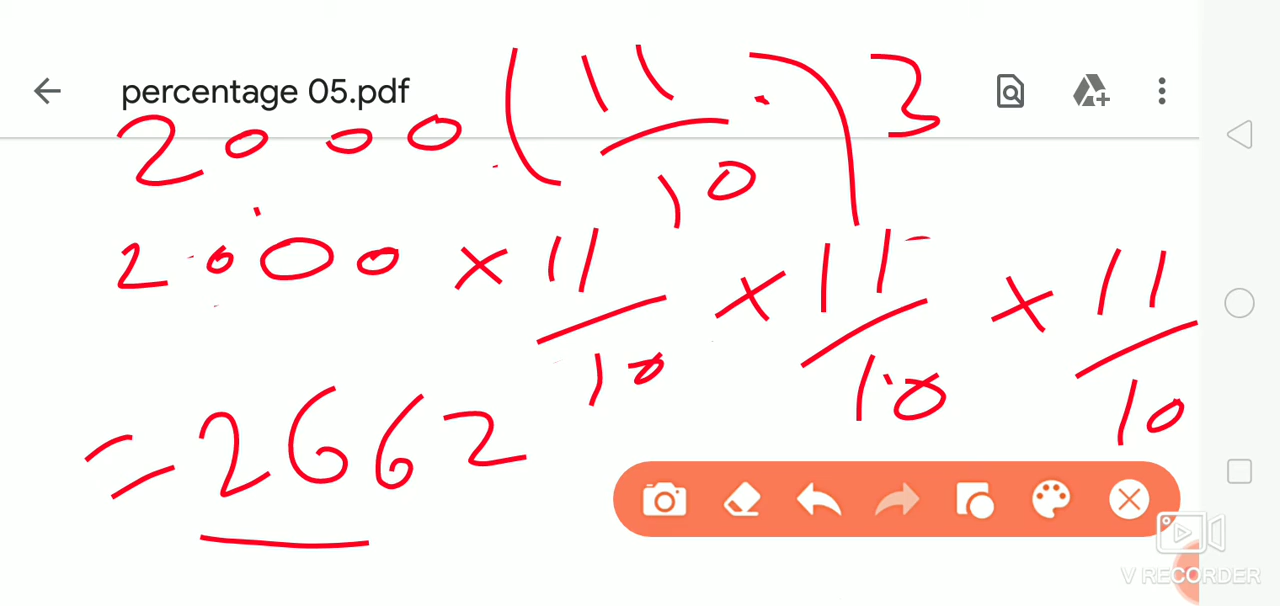 percentage 05.pdf
2000 (11/10)3
2000 × 11/10 × 11/10 × 11/10
= 2662
V RECORDER